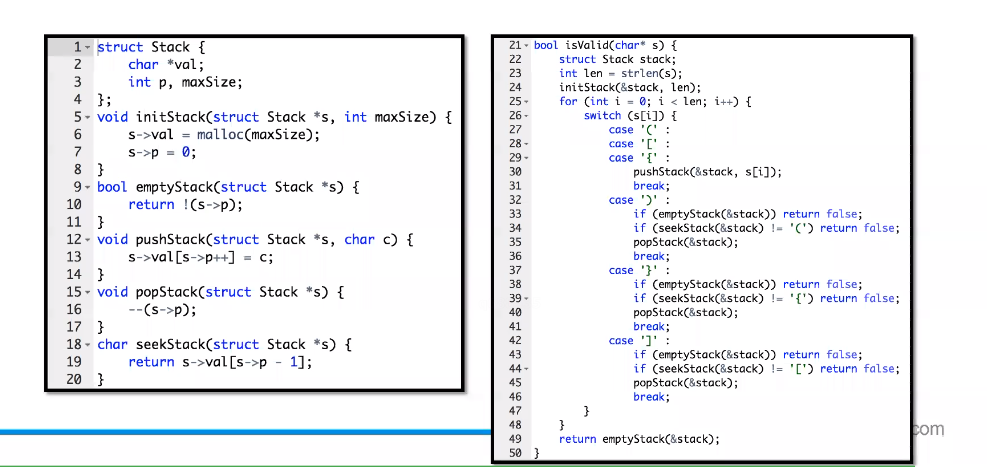 1 struct Stack {
2 char *val;
3 int p, maxSize;
4 };
5 void initStack(struct Stack *s, int maxSize) {
6 s->val = malloc(maxSize);
7 s->p = 0;
8 }
9 bool emptyStack(struct Stack *s) {
10 return !(s->p);
11 }
12 void pushStack(struct Stack *s, char c) {
13 s->val[s->p++] = c;
14 }
15 void popStack(struct Stack *s) {
16 --(s->p);
17 }
18 char seekStack(struct Stack *s) {
19 return s->val[s->p - 1];
20 }
21 bool isValid(char* s) {
22 struct Stack stack;
23 int len = strlen(s);
24 initStack(&stack, len);
25 for (int i = 0; i < len; i++) {
26 switch (s[i]) {
27 case '(' :
28 case '[' :
29 case '{' :
30 pushStack(&stack, s[i]);
31 break;
32 case ')' :
33 if (emptyStack(&stack)) return false;
34 if (seekStack(&stack) != '(') return false;
35 popStack(&stack);
36 break;
37 case '}' :
38 if (emptyStack(&stack)) return false;
39 if (seekStack(&stack) != '{') return false;
40 popStack(&stack);
41 break;
42 case ']' :
43 if (emptyStack(&stack)) return false;
44 if (seekStack(&stack) != '[') return false;
45 popStack(&stack);
46 break;
47 }
48 }
49 return emptyStack(&stack);
50 }
com